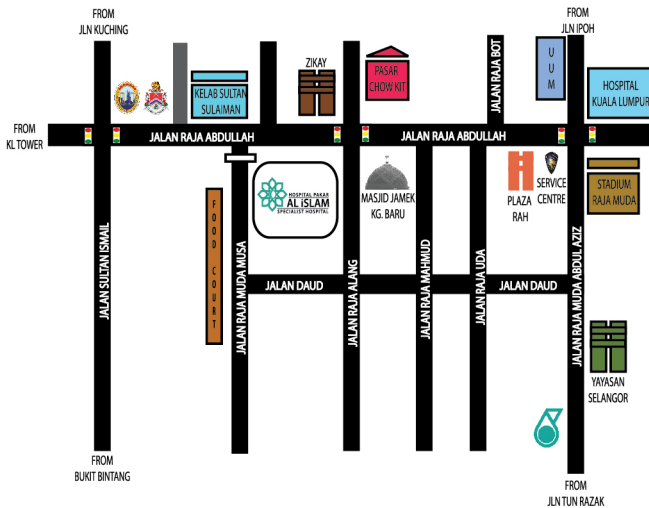 FROM
JLN KUCHING
FROM
JLN IPOH
ZIKAY
PASAR
CHOW KIT
JALAN RAJA BOT
U
U
M
KELAB SULTAN
SULAIMAN
HOSPITAL
KUALA LUMPUR
FROM
KL TOWER
JALAN RAJA ABDULLAH
JALAN RAJA ABDULLAH
HOSPITAL PAKAR
AL iSLAM
SPECIALIST HOSPITAL
MASJID JAMEK
KG. BARU
PLAZA
RAH
SERVICE
CENTRE
STADIUM
RAJA MUDA
FOOD COURT
JALAN SULTAN ISMAIL
JALAN RAJA MUDA MUSA
JALAN DAUD
JALAN RAJA ALANG
JALAN RAJA MAHMUD
JALAN RAJA UDA
JALAN DAUD
JALAN RAJA MUDA ABDUL AZIZ
YAYASAN
SELANGOR
FROM
BUKIT BINTANG
FROM
JLN TUN RAZAK